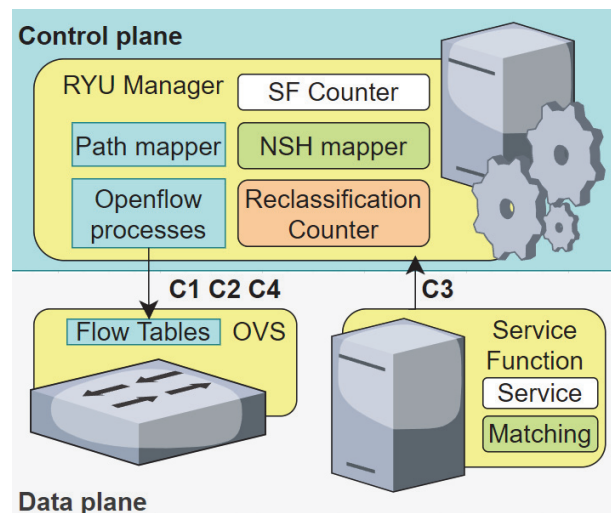 Control plane
RYU Manager
SF Counter
Path mapper
NSH mapper
Openflow
processes
Reclassification
Counter
C1 C2 C4
C3
Flow Tables
OVS
Service
Function
Service
Matching
Data plane